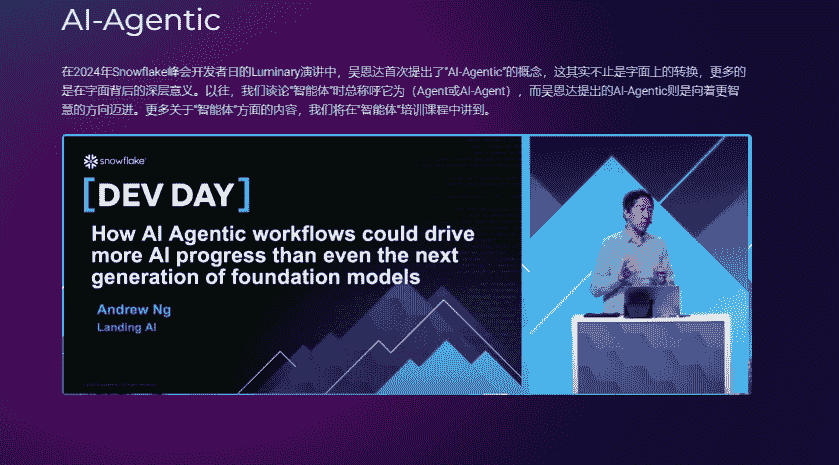 AI-Agentic
在2024年Snowflake峰会开发者日的Luminary演讲中，吴恩达首次提出了“AI-Agentic”的概念，这其实不止是字面上的转换，更多的
是在字面背后的深层意义。以往，我们谈论“智能体”时总称呼它为（Agent或AI-Agent），而吴恩达提出的AI-Agentic则是向着更智
慧的方向迈进。更多关于“智能体”方面的内容，我们将在“智能体”培训课程中讲到。
snowflake
[DEV DAY]
How AI Agentic workflows could drive
more AI progress than even the next
generation of foundation models
Andrew Ng
Landing AI